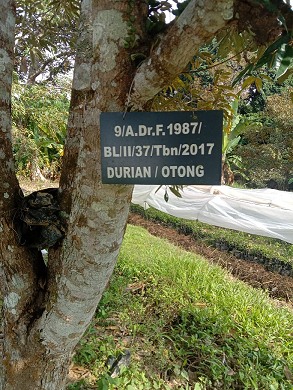 9/A.Dr.F.1987/
BL/II/37/Tbn/2017
DURIAN / OTONG